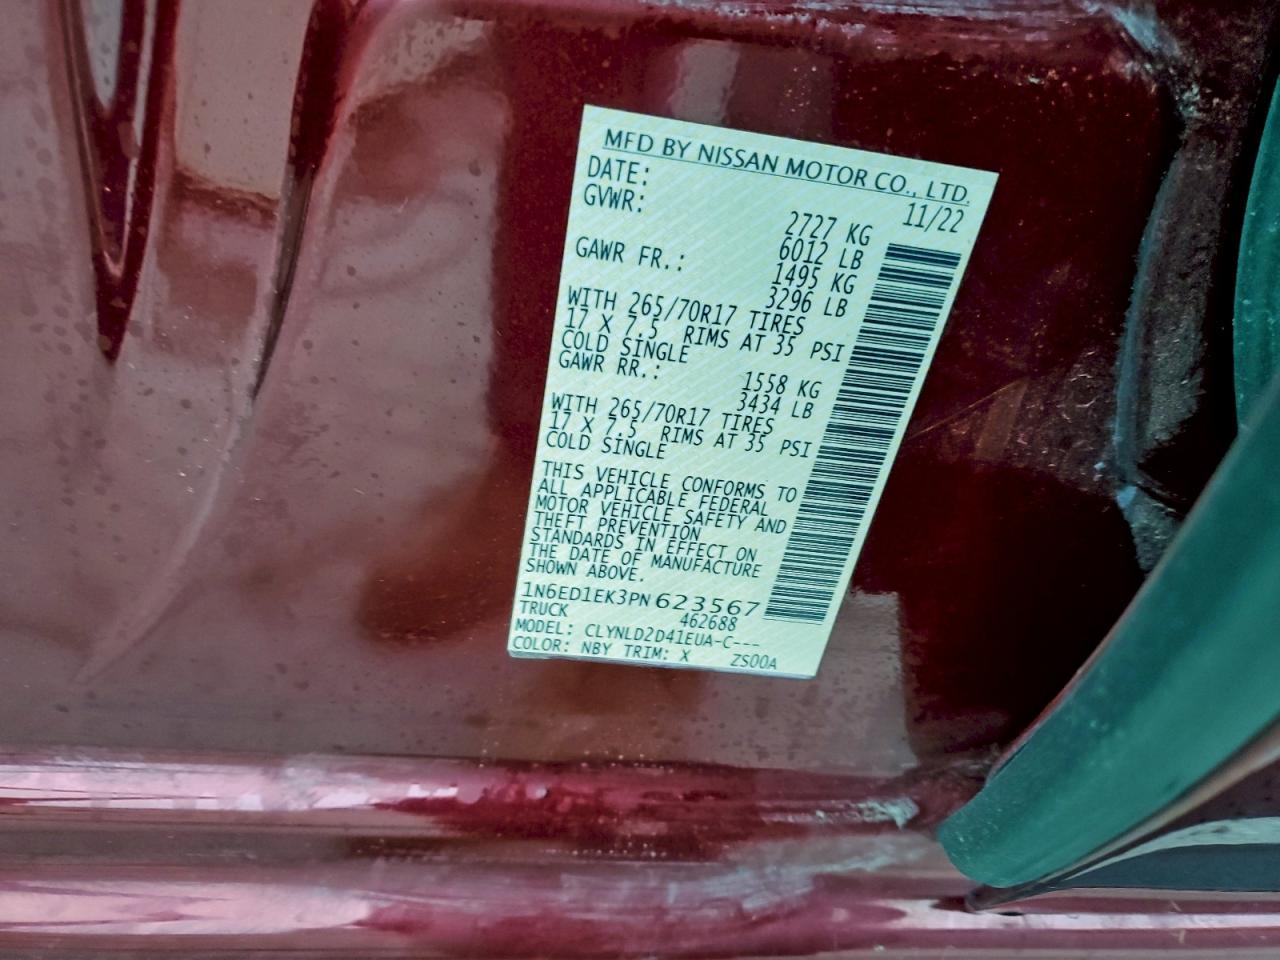 MFD BY NISSAN MOTOR CO., LTD.
DATE: 11/22
GVWR: 2727 KG
6012 LB
GAWR FR.: 1495 KG
3296 LB
WITH 265/70R17 TIRES
17 X 7.5 RIMS AT 35 PSI
COLD SINGLE
GAWR RR.: 1558 KG
3434 LB
WITH 265/70R17 TIRES
17 X 7.5 RIMS AT 35 PSI
COLD SINGLE
THIS VEHICLE CONFORMS TO
ALL APPLICABLE FEDERAL
MOTOR VEHICLE SAFETY AND
THEFT PREVENTION
STANDARDS IN EFFECT ON
THE DATE OF MANUFACTURE
SHOWN ABOVE.
1N6ED1EK3PN623567
TRUCK 462688
MODEL: CLYNLD2D41EUA-C---
COLOR: NBY TRIM: X ZS00A